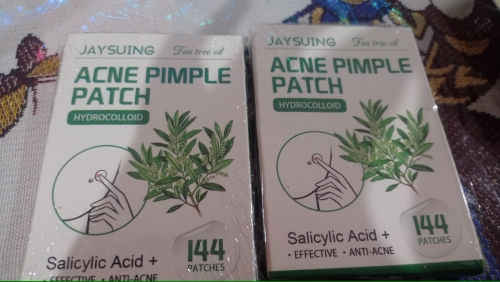 JAYSUING Tea tree oil
ACNE PIMPLE
PATCH
HYDROCOLLOID
144
PATCHES
Salicylic Acid +
• EFFECTIVE • ANTI-ACNE
JAYSUING Tea tree oil
ACNE PIMPLE
PATCH
HYDROCOLLOID
144
PATCHES
Salicylic Acid +
• EFFECTIVE • ANTI-ACNE